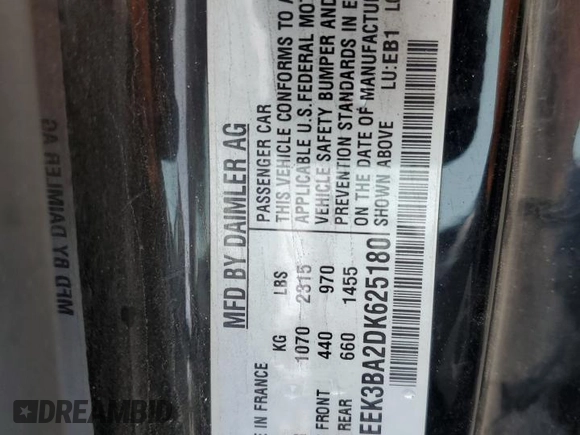 MFD BY DAIMLER AG
IN FRANCE KG LBS PASSENGER CAR
1070 2315 THIS VEHICLE CONFORMS TO A
FRONT 440 970 APPLICABLE U.S. FEDERAL MOT
REAR 660 1455 VEHICLE SAFETY BUMPER AND
PREVENTION STANDARDS IN E
ON THE DATE OF MANUFACTUR
SHOWN ABOVE LU: EB1
EEK3BA2DK625180
MFD BY DAIMLER AG
DREAMBID